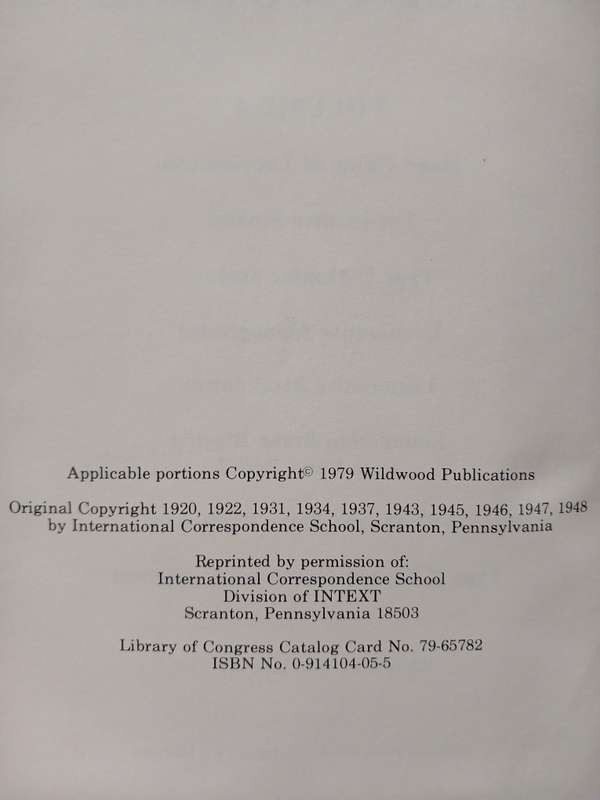 Applicable portions Copyright© 1979 Wildwood Publications
Original Copyright 1920, 1922, 1931, 1934, 1937, 1943, 1945, 1946, 1947, 1948
by International Correspondence School, Scranton, Pennsylvania
Reprinted by permission of:
International Correspondence School
Division of INTEXT
Scranton, Pennsylvania 18503
Library of Congress Catalog Card No. 79-65782
ISBN No. 0-914104-05-5